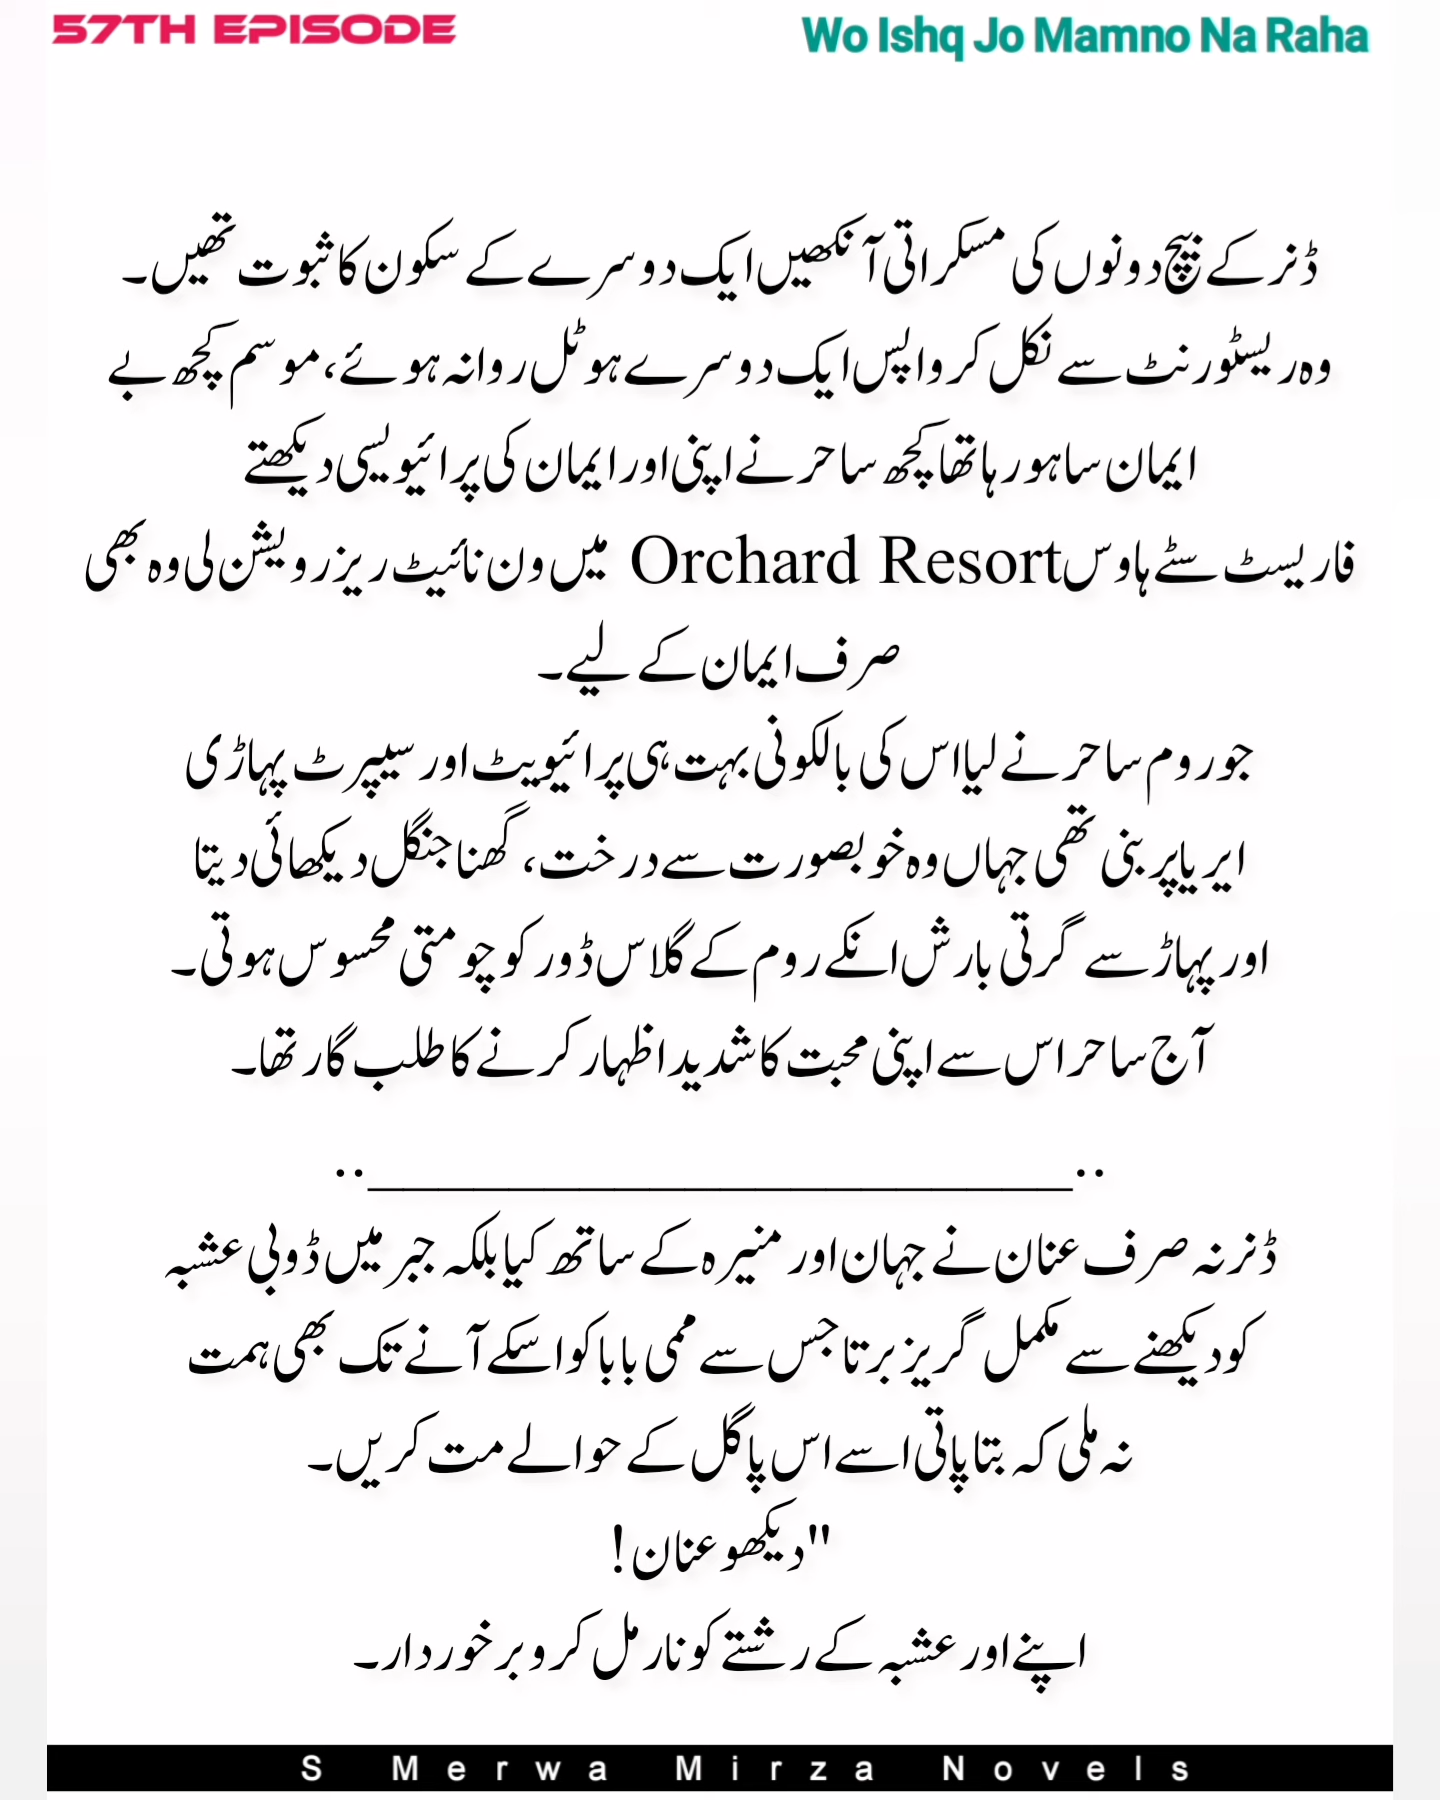 57TH EPISODE
Wo Ishq Jo Mamno Na Raha
ڈنر کے بیچ دونوں کی مسکراتی آنکھیں ایک دوسرے کے سکون کا ثبوت تھیں۔
وہ ریسٹورنٹ سے نکل کر واپس ایک دوسرے ہوٹل روانہ ہوئے، موسم کچھ بے
ایمان سا ہو رہا تھا کچھ ساحر نے اپنی اور ایمان کی پرائیویسی دیکھتے
فاریسٹ سٹے ہاوس Orchard Resort میں ون نائیٹ ریزرویشن لی وہ بھی
صرف ایمان کے لیے۔
جو روم ساحر نے لیا اس کی بالکونی بہت ہی پرائیویٹ اور سیپرٹ پہاڑی
ایریا پر بنی تھی جہاں وہ خوبصورت سے درخت، گھنا جنگل دیکھائی دیتا
اور پہاڑ سے گرتی بارش انکے روم کے گلاس ڈور کو چومتی محسوس ہوتی۔
آج ساحر اس سے اپنی محبت کا شدید اظہار کرنے کا طلب گار تھا۔
..______________________..
ڈنر نہ صرف عنان نے جہان اور منیرہ کے ساتھ کیا بلکہ جبر میں ڈوبی عشبہ
کو دیکھنے سے مکمل گریز برتا جس سے ممی بابا کو اسکے آنے تک بھی ہمت
نہ ملی کہ بتا پاتی اسے اس پاگل کے حوالے مت کریں۔
"دیکھو عنان!
اپنے اور عشبہ کے رشتے کو نارمل کرو برخوردار۔
S Merwa Mirza Novels